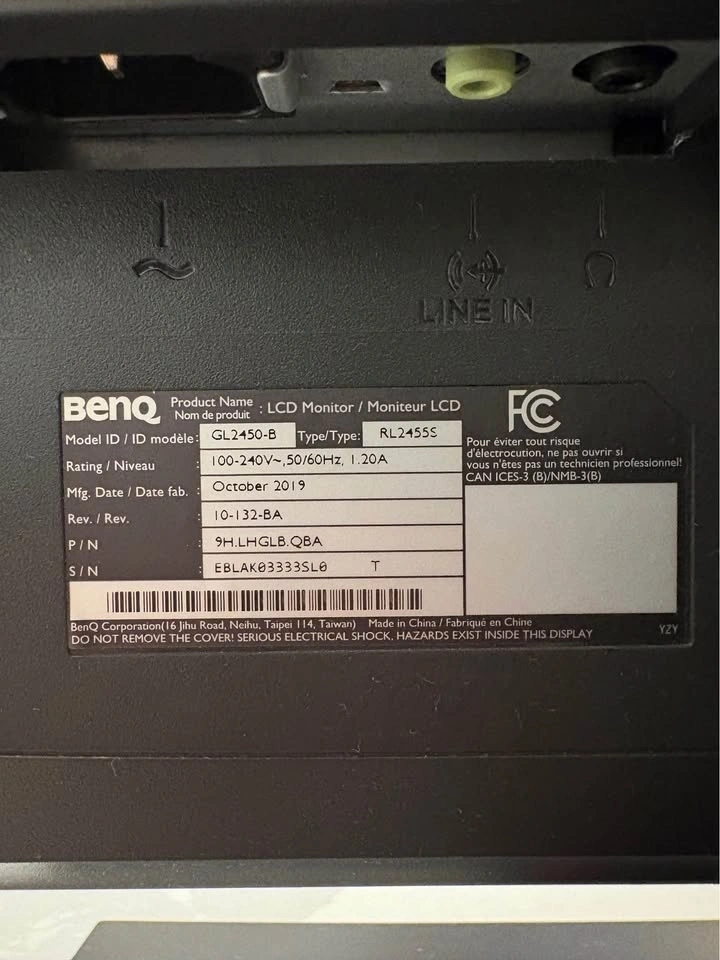 LINE IN
BenQ Product Name / Nom de produit : LCD Monitor / Moniteur LCD
FC
Model ID / ID modèle: GL2450-B Type/Type: RL2455S
Rating / Niveau : 100-240V~,50/60Hz, 1.20A
Mfg. Date / Date fab. : October 2019
Rev. / Rev. : 10-132-BA
P / N : 9H.LHGLB.QBA
S / N : EBLAK03333SL0 T
Pour éviter tout risque
d'électrocution, ne pas ouvrir si
vous n'êtes pas un technicien professionnel!
CAN ICES-3 (B)/NMB-3(B)
BenQ Corporation(16 Jihu Road, Neihu, Taipei 114, Taiwan) Made in China / Fabriqué en Chine
DO NOT REMOVE THE COVER! SERIOUS ELECTRICAL SHOCK, HAZARDS EXIST INSIDE THIS DISPLAY
YZY